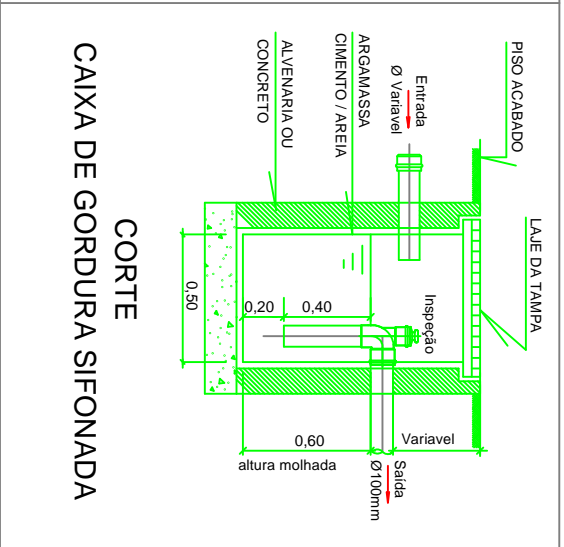 PISO ACABADO
LAJE DA TAMPA
Entrada
Ø Variavel
ARGAMASSA
CIMENTO / AREIA
ALVENARIA OU
CONCRETO
Inspeção
0,20
0,40
0,50
0,60
altura molhada
Variavel
Saída
Ø100mm
CORTE
CAIXA DE GORDURA SIFONADA